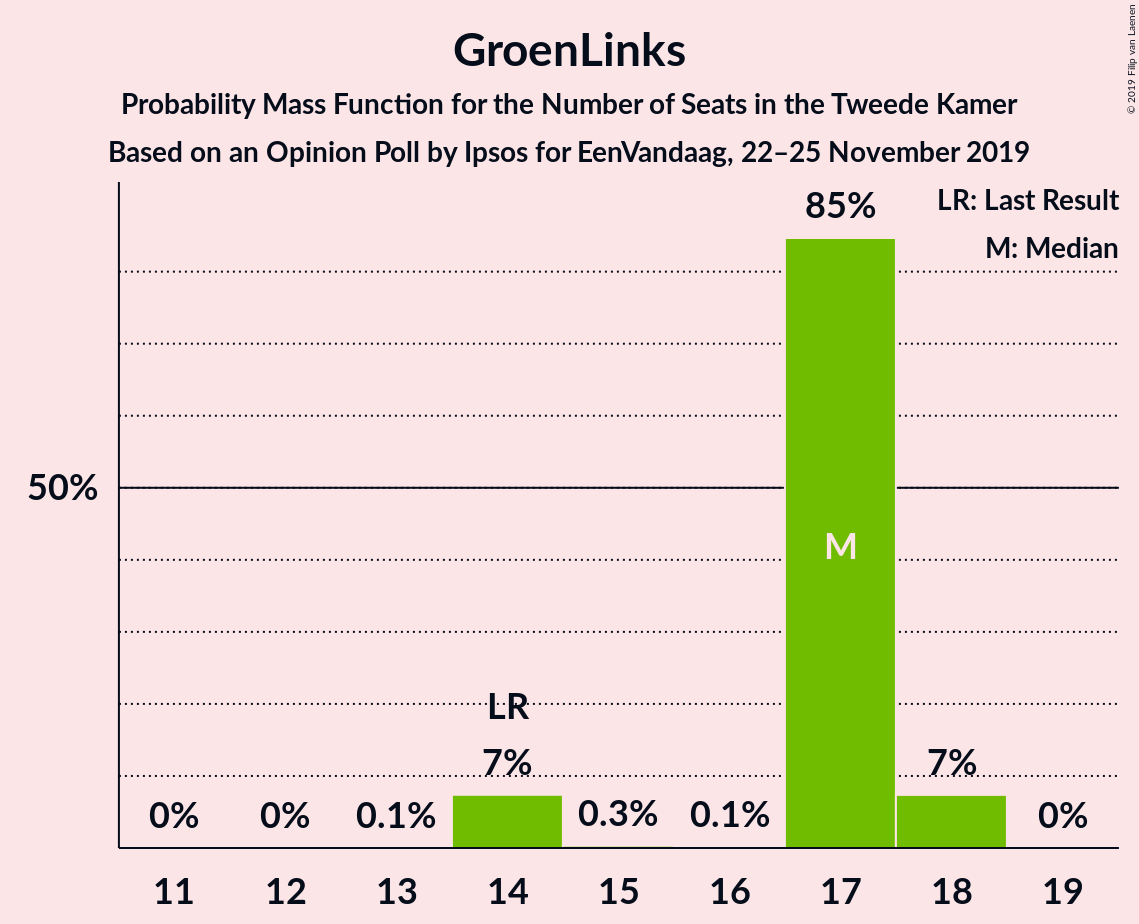 GroenLinks
Probability Mass Function for the Number of Seats in the Tweede Kamer
Based on an Opinion Poll by Ipsos for EenVandaag, 22–25 November 2019
© 2019 Filip van Laenen
LR: Last Result
M: Median
85%
50%
M
LR
7%
7%
0%
0%
0.1%
0.3%
0.1%
0%
11
12
13
14
15
16
17
18
19